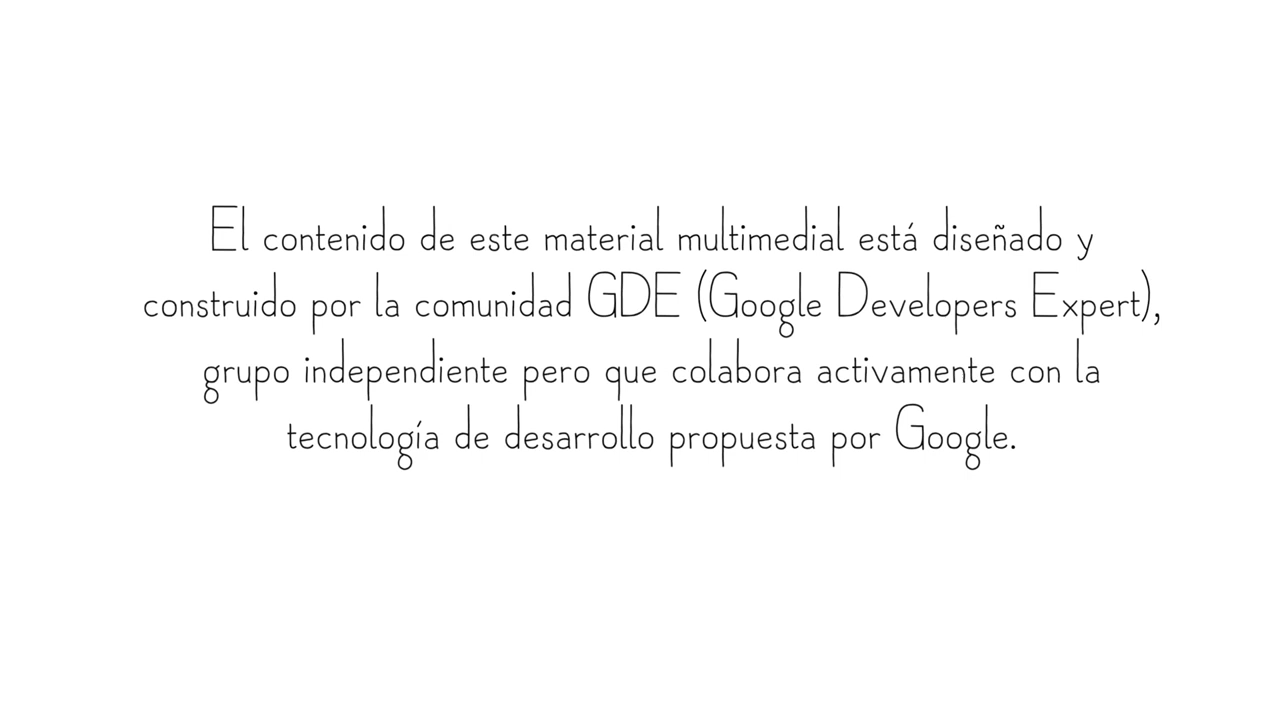 El contenido de este material multimedial está diseñado y
construido por la comunidad GDE (Google Developers Expert),
grupo independiente pero que colabora activamente con la
tecnología de desarrollo propuesta por Google.